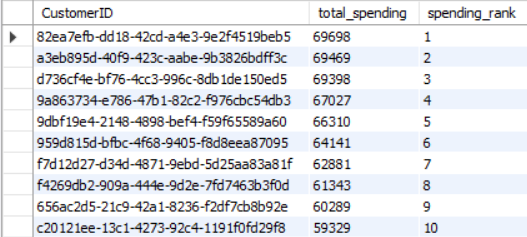 CustomerID total_spending spending_rank
82ea7efb-dd18-42cd-a4e3-9e2f4519beb5 69698 1
a3eb895d-40f9-423c-aabe-9b3826bdff3c 69469 2
d736cf4e-bf76-4cc3-996c-8db1de150ed5 69398 3
9a863734-e786-47b1-82c2-f976cbc54db3 67027 4
9dbf19e4-2148-4898-bef4-f59f65589a60 66310 5
959d815d-bfbc-4f68-9405-f8d8eea87095 64141 6
f7d12d27-d34d-4871-9ebd-5d25aa83a81f 62881 7
f4269db2-909a-444e-9d2e-7fd7463b3f0d 61343 8
656ac2d5-21c9-42a1-8236-f2df7cb8b92e 60289 9
c20121ee-13c1-4273-92c4-1191f0fd29f8 59329 10